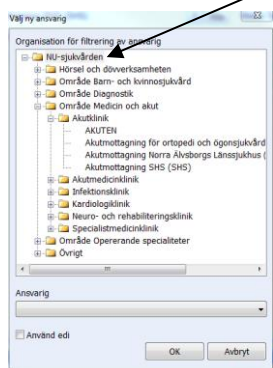 Välj ny ansvarig
Organisation för filtrering av ansvarig
NU-sjukvården
Hörsel och dövverksamheten
Område Barn- och kvinnosjukvård
Område Diagnostik
Område Medicin och akut
Akutklinik
AKUTEN
Akutmottagning för ortopedi och ögonsjukvård
Akutmottagning Norra Älvsborgs Länssjukhus (
Akutmottagning SHS (SHS)
Akutmedicinklinik
Infektionsklinik
Kardiologiklinik
Neuro- och rehabiliteringsklinik
Specialistmedicinklinik
Område Opererande specialiteter
Övrigt
Ansvarig
Använd edi
OK Avbryt